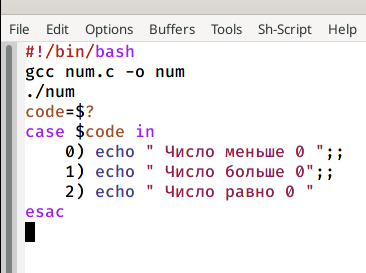 File Edit Options Buffers Tools Sh-Script Help
#!/bin/bash
gcc num.c -o num
./num
code=$?
case $code in
    0) echo " Число меньше 0 ";;
    1) echo " Число больше 0";;
    2) echo " Число равно 0 "
esac